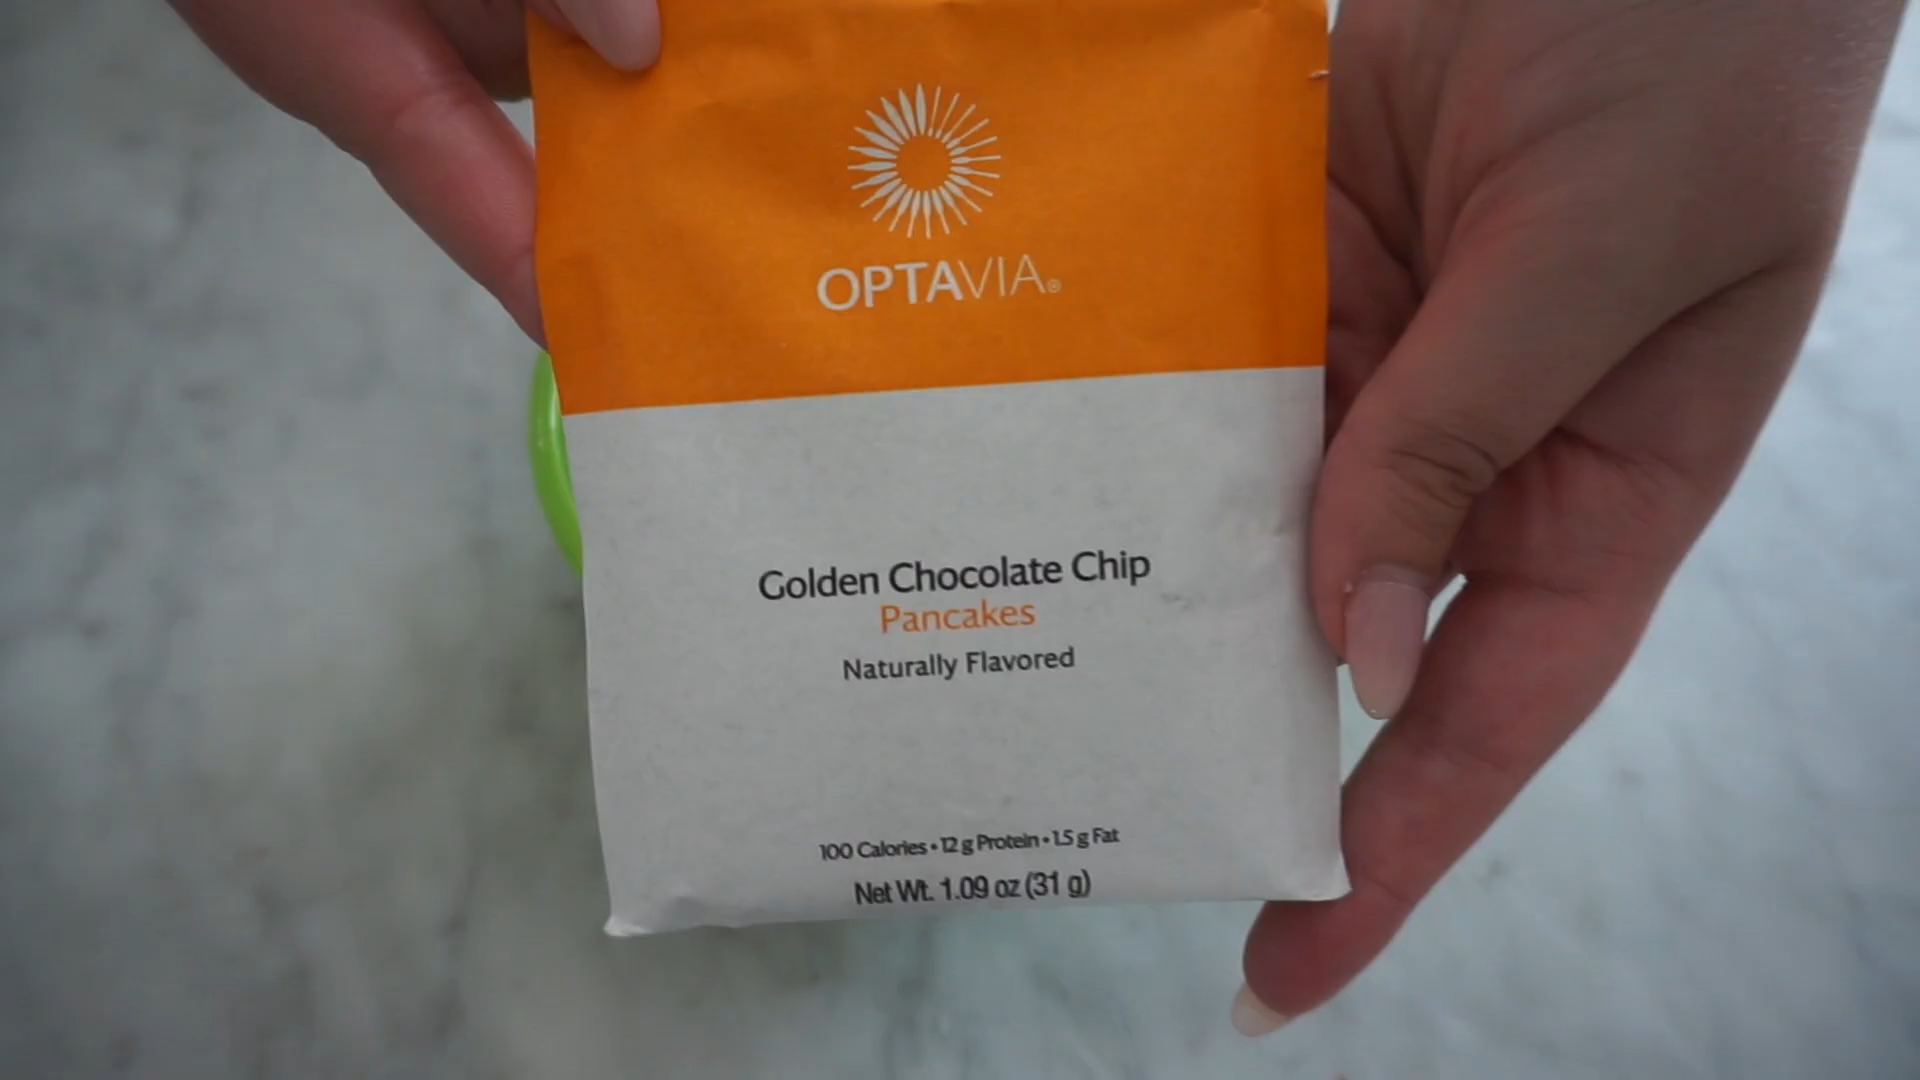 OPTAVIA®
Golden Chocolate Chip
Pancakes
Naturally Flavored
100 Calories • 12 g Protein • 1.5 g Fat
Net Wt. 1.09 oz (31 g)